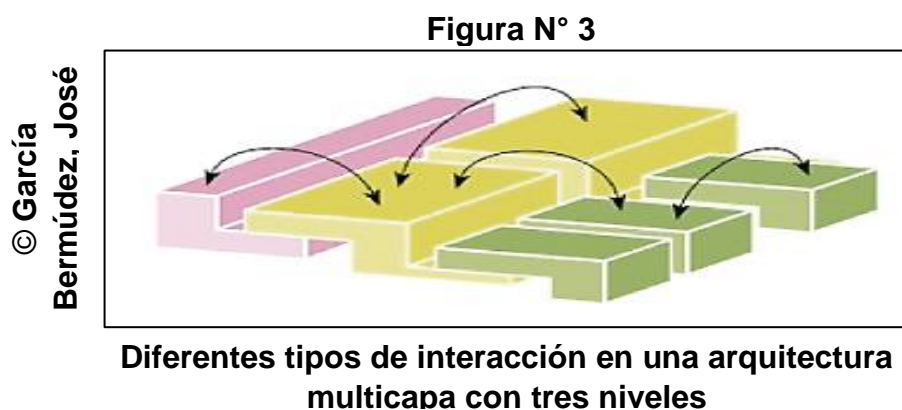 Figura N° 3
© García
Bermúdez, José
Diferentes tipos de interacción en una arquitectura
multicapa con tres niveles